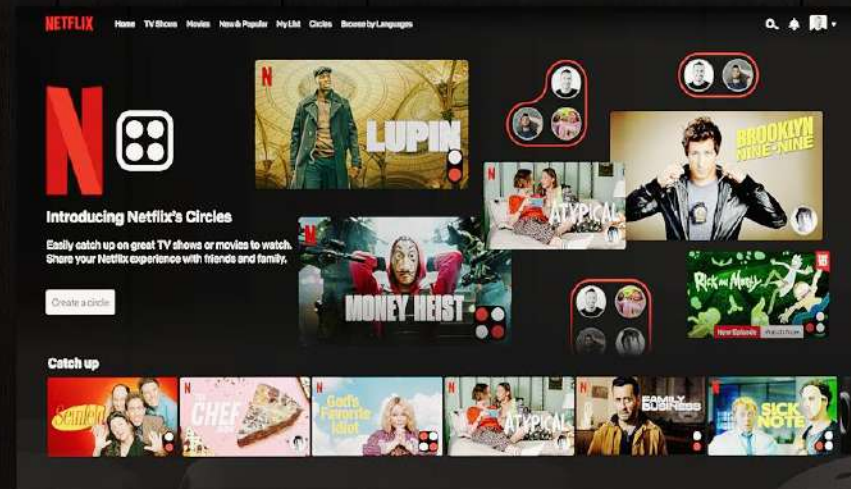 NETFLIX Home TV Shows Movies New & Popular My List Circles Browse by Languages
N
LUPIN
BROOKLYN
NINE-NINE
Introducing Netflix's Circles
Easily catch up on great TV shows or movies to watch.
Share your Netflix experience with friends and family.
N
ATYPICAL
N
MONEY HEIST
Create a circle
RICK AND MORTY
New Episode
Catch up
Seinfeld
N
CHEF
N
God's
Favorite
Idiot
N
ATYPICAL
N
FAMILY
BUSINESS
N
SICK
NOTE